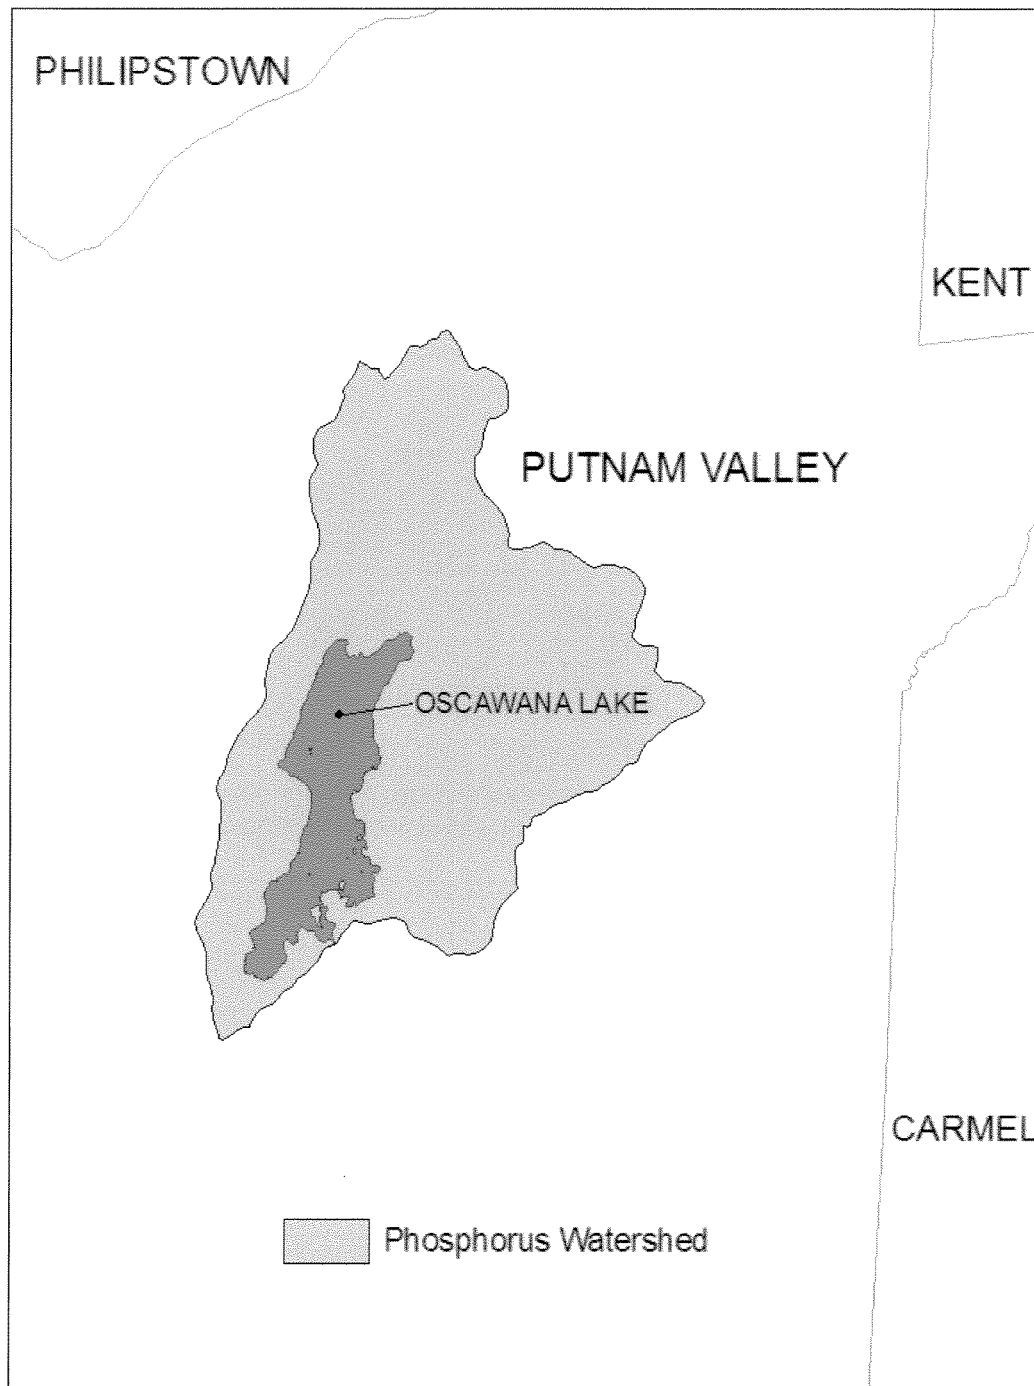 PHILIPSTOWN
KENT
PUTNAM VALLEY
OSCAWANA LAKE
CARMEL
Phosphorus Watershed